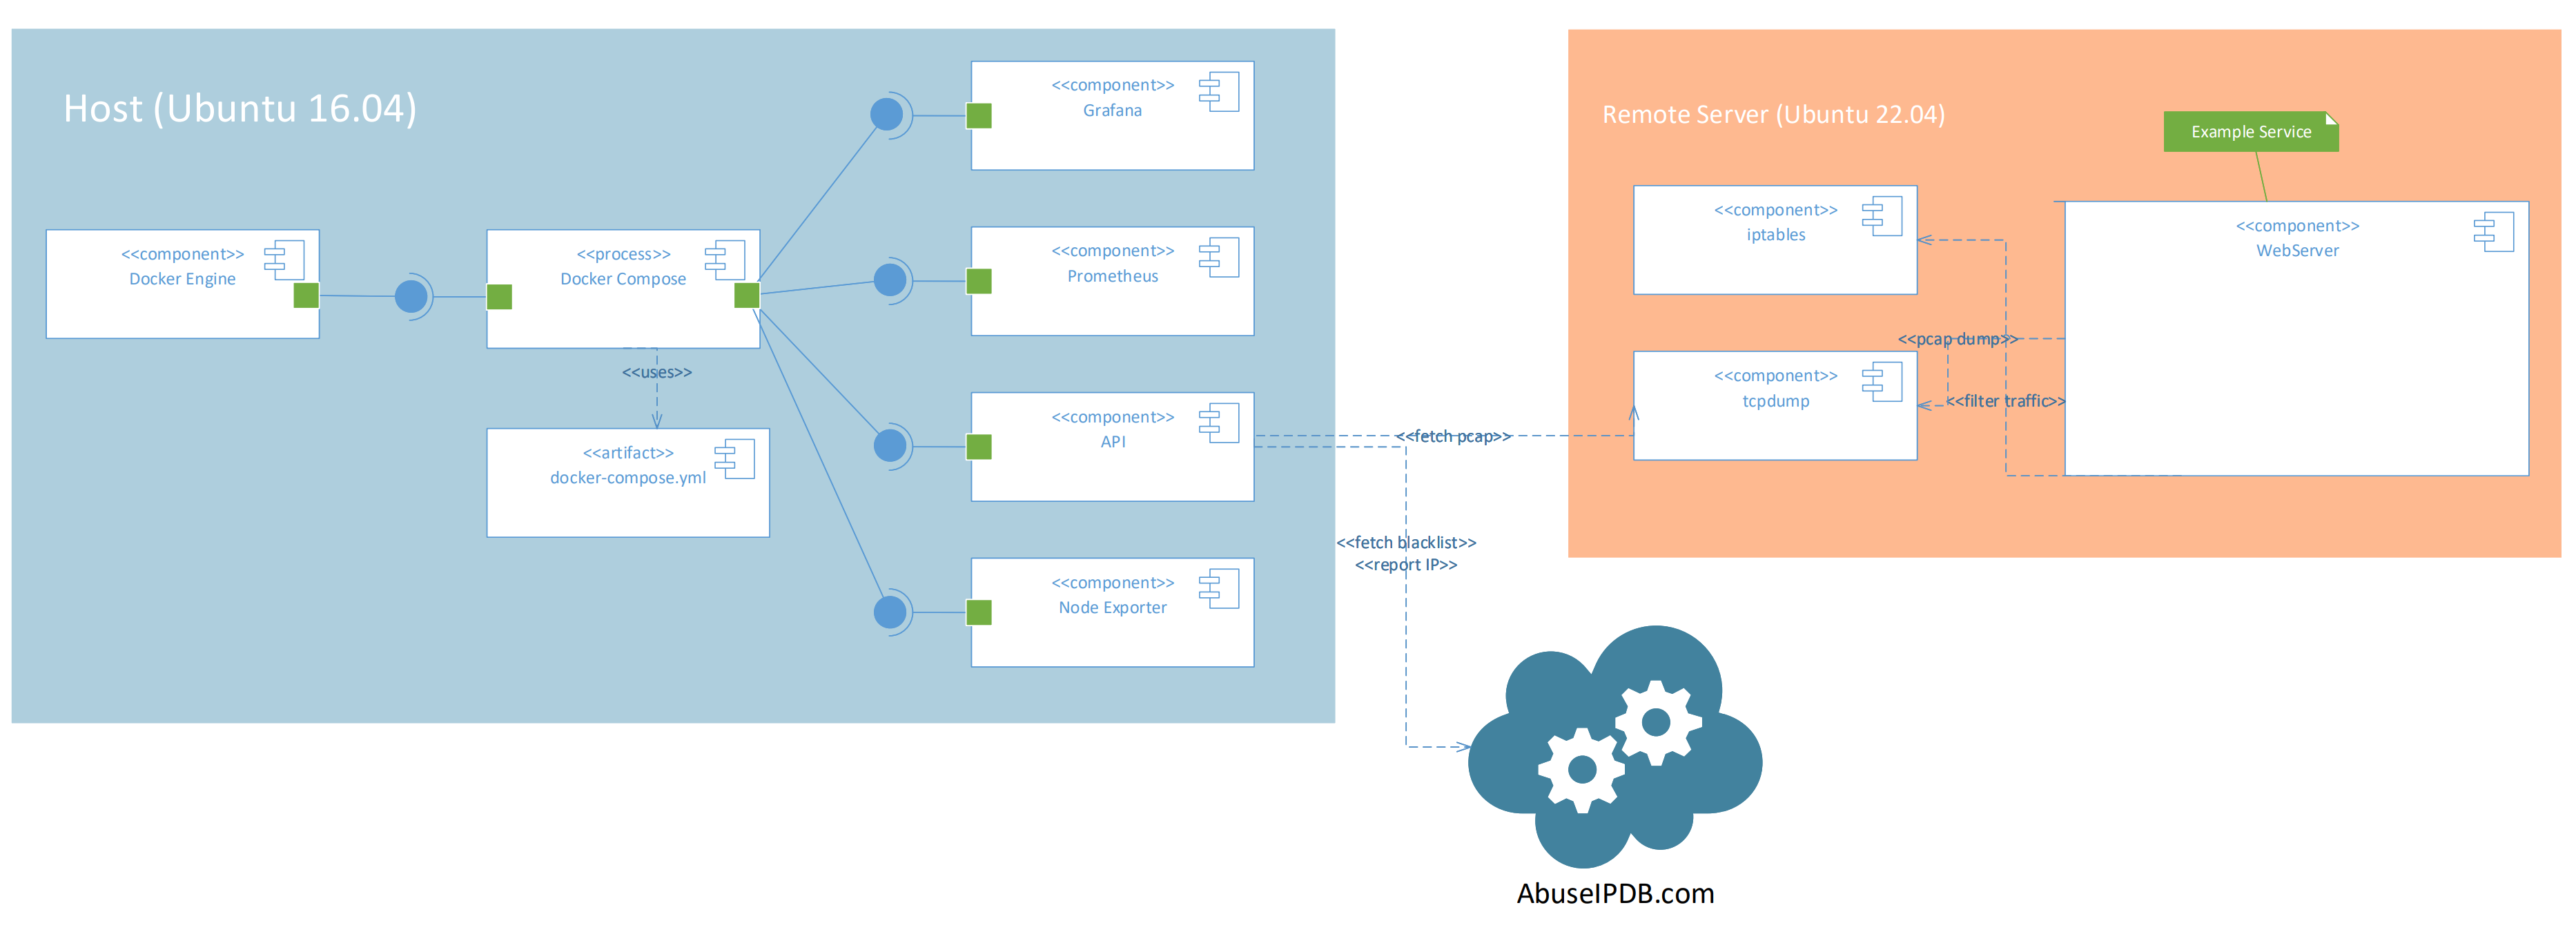 Host (Ubuntu 16.04)
<<component>>
Docker Engine
<<process>>
Docker Compose
<<uses>>
<<artifact>>
docker-compose.yml
<<component>>
Grafana
<<component>>
Prometheus
<<component>>
API
<<component>>
Node Exporter
<<fetch pcap>>
<<fetch blacklist>>
<<report IP>>
AbuseIPDB.com
Remote Server (Ubuntu 22.04)
Example Service
<<component>>
iptables
<<component>>
tcpdump
<<pcap dump>>
<<filter traffic>>
<<component>>
WebServer